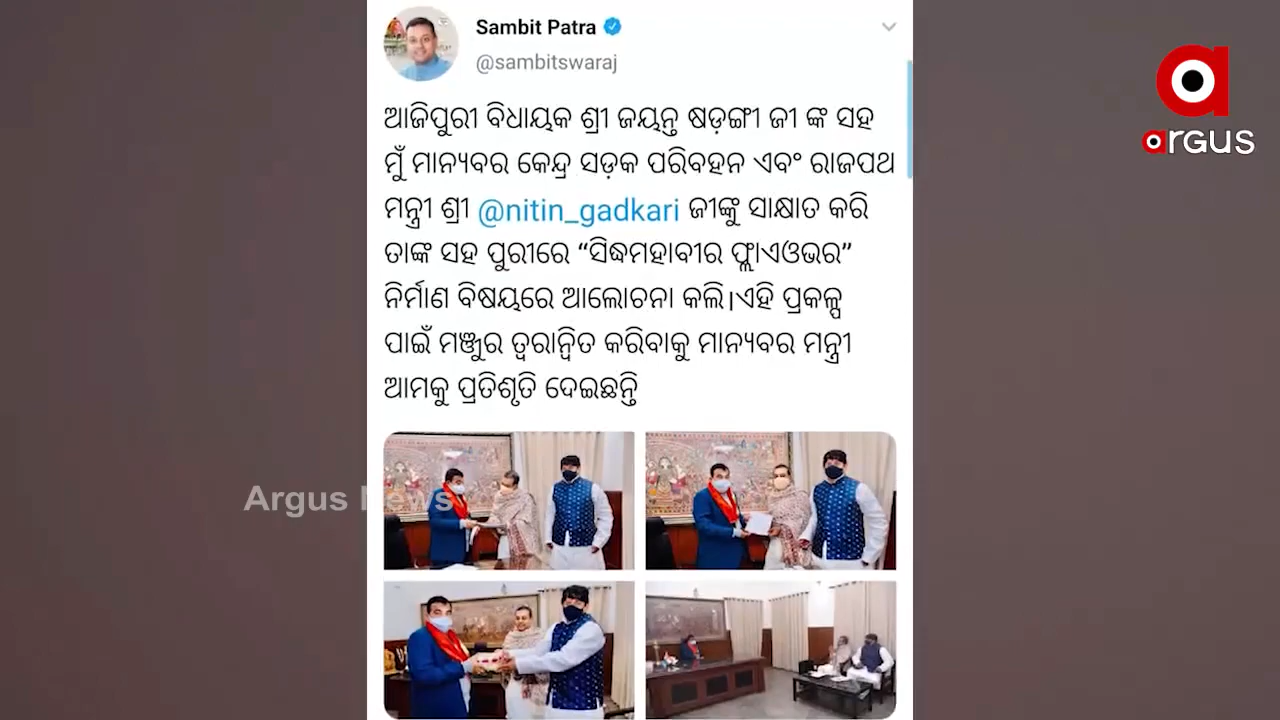 Sambit Patra
@sambitswaraj
argus
ଆଜିପୁରୀ ବିଧାୟକ ଶ୍ରୀ ଜୟନ୍ତ ଷଡ଼ଙ୍ଗୀ ଜୀ ଙ୍କ ସହ
ମୁଁ ମାନ୍ୟବର କେନ୍ଦ୍ର ସଡ଼କ ପରିବହନ ଏବଂ ରାଜପଥ
ମନ୍ତ୍ରୀ ଶ୍ରୀ @nitin_gadkari ଜୀଙ୍କୁ ସାକ୍ଷାତ କରି
ତାଙ୍କ ସହ ପୁରୀରେ “ସିଦ୍ଧମହାବୀର ଫ୍ଲାଏଓଭର”
ନିର୍ମାଣ ବିଷୟରେ ଆଲୋଚନା କଲି|ଏହି ପ୍ରକଳ୍ପ
ପାଇଁ ମଞ୍ଜୁର ତ୍ୱରାନ୍ୱିତ କରିବାକୁ ମାନ୍ୟବର ମନ୍ତ୍ରୀ
ଆମକୁ ପ୍ରତିଶୃତି ଦେଇଛନ୍ତି
Argus News